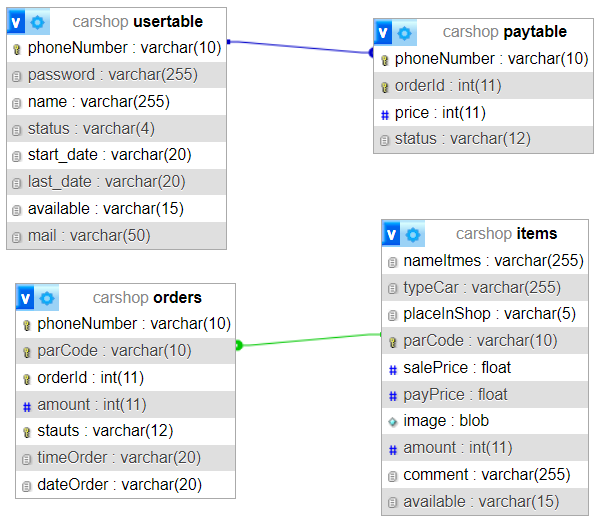 v carshop usertable
phoneNumber : varchar(10)
password : varchar(255)
name : varchar(255)
status : varchar(4)
start_date : varchar(20)
last_date : varchar(20)
available : varchar(15)
mail : varchar(50)
v carshop paytable
phoneNumber : varchar(10)
orderId : int(11)
# price : int(11)
status : varchar(12)
v carshop orders
phoneNumber : varchar(10)
parCode : varchar(10)
orderId : int(11)
# amount : int(11)
stauts : varchar(12)
timeOrder : varchar(20)
dateOrder : varchar(20)
v carshop items
nameItmes : varchar(255)
typeCar : varchar(255)
placeInShop : varchar(5)
parCode : varchar(10)
# salePrice : float
# payPrice : float
image : blob
# amount : int(11)
comment : varchar(255)
available : varchar(15)